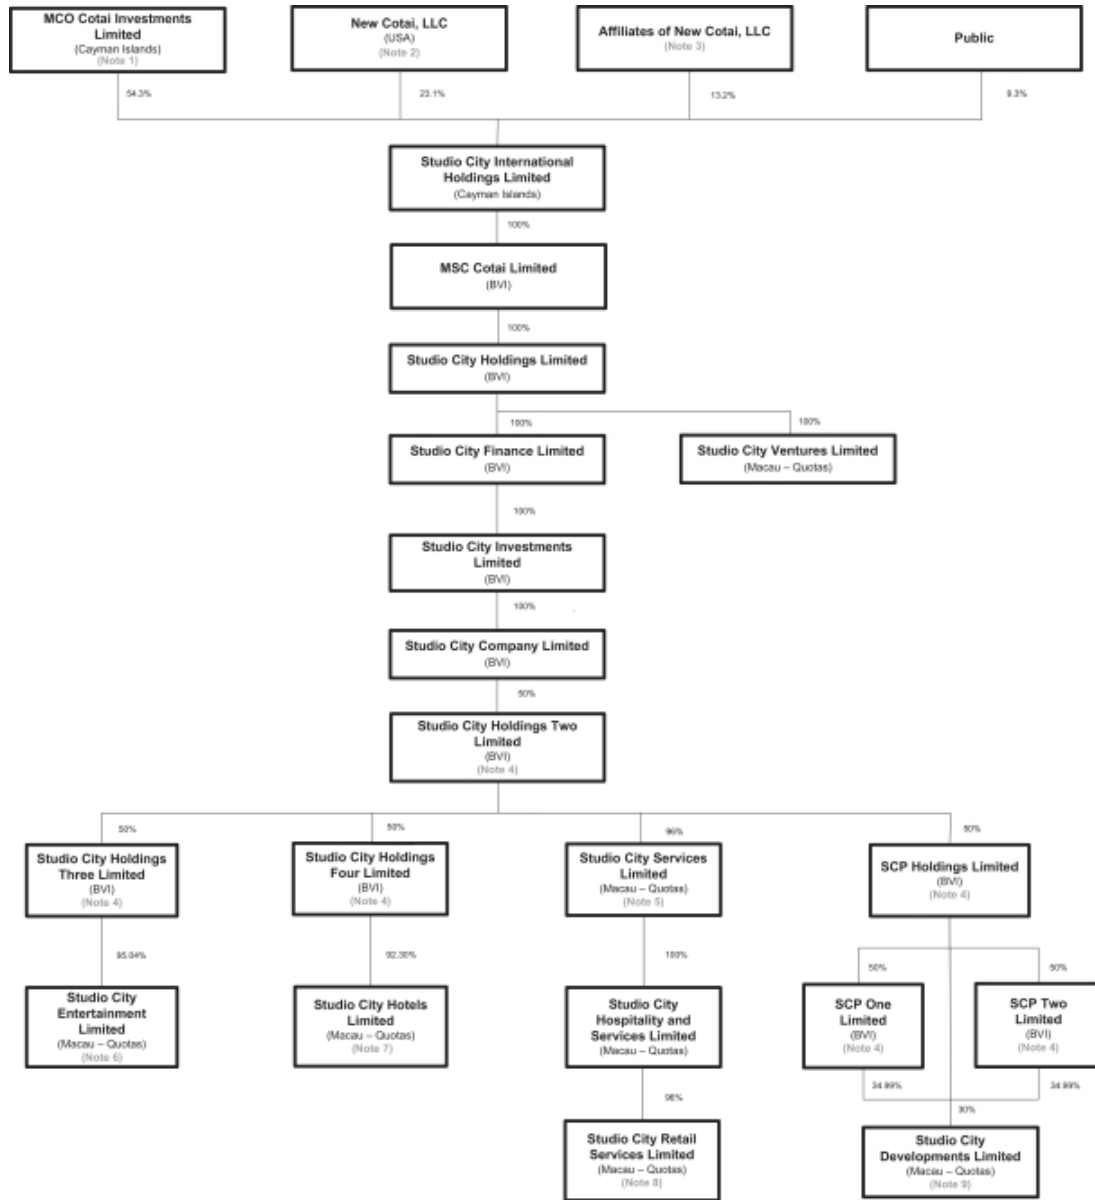 MCO Cotai Investments
Limited
(Cayman Islands)
(Note 1)
New Cotai, LLC
(USA)
(Note 2)
Affiliates of New Cotai, LLC
(Note 3)
Public
54.3%
23.1%
13.2%
9.3%
Studio City International
Holdings Limited
(Cayman Islands)
100%
MSC Cotai Limited
(BVI)
100%
Studio City Holdings Limited
(BVI)
100%
100%
Studio City Finance Limited
(BVI)
Studio City Ventures Limited
(Macau – Quotas)
100%
Studio City Investments
Limited
(BVI)
100%
Studio City Company Limited
(BVI)
50%
Studio City Holdings Two
Limited
(BVI)
(Note 4)
50%
50%
96%
50%
Studio City Holdings
Three Limited
(BVI)
(Note 4)
Studio City Holdings
Four Limited
(BVI)
(Note 4)
Studio City Services
Limited
(Macau – Quotas)
(Note 5)
SCP Holdings Limited
(BVI)
(Note 4)
95.04%
92.30%
100%
50%
50%
Studio City
Entertainment
Limited
(Macau – Quotas)
(Note 6)
Studio City Hotels
Limited
(Macau – Quotas)
(Note 7)
Studio City
Hospitality and
Services Limited
(Macau – Quotas)
SCP One
Limited
(BVI)
(Note 4)
SCP Two
Limited
(BVI)
(Note 4)
96%
34.99%
34.99%
30%
Studio City Retail
Services Limited
(Macau – Quotas)
(Note 8)
Studio City
Developments Limited
(Macau – Quotas)
(Note 9)